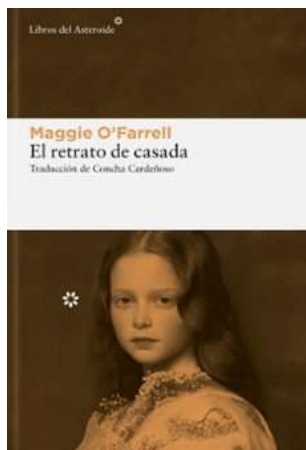 Libros del Asteroide
Maggie O'Farrell
El retrato de casada
Traducción de Concha Cardeñoso